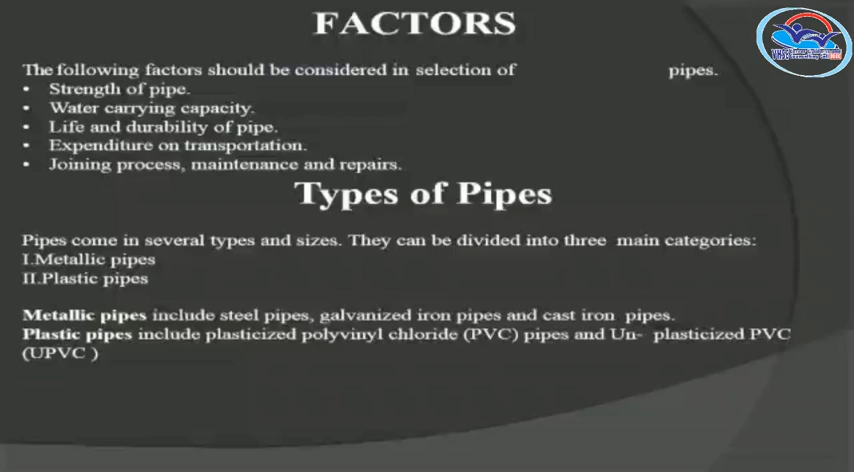 FACTORS
The following factors should be considered in selection of pipes.
• Strength of pipe.
• Water carrying capacity.
• Life and durability of pipe.
• Expenditure on transportation.
• Joining process, maintenance and repairs.
Types of Pipes
Pipes come in several types and sizes. They can be divided into three main categories:
I.Metallic pipes
II.Plastic pipes
Metallic pipes include steel pipes, galvanized iron pipes and cast iron pipes.
Plastic pipes include plasticized polyvinyl chloride (PVC) pipes and Un- plasticized PVC
(UPVC )